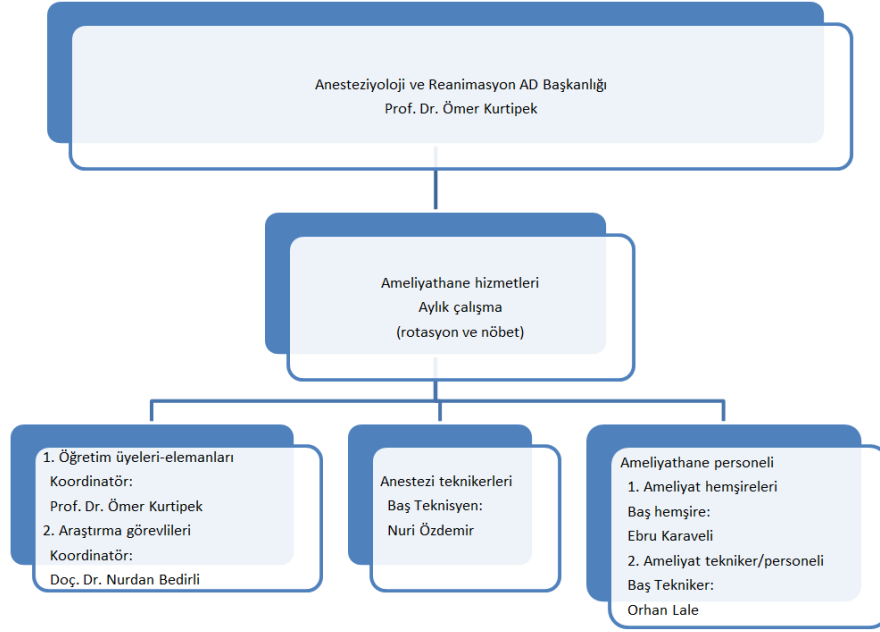 Anesteziyoloji ve Reanimasyon AD Başkanlığı
Prof. Dr. Ömer Kurtipek
Ameliyathane hizmetleri
Aylık çalışma
(rotasyon ve nöbet)
1. Öğretim üyeleri-elemanları
Koordinatör:
Prof. Dr. Ömer Kurtipek
2. Araştırma görevlileri
Koordinatör:
Doç. Dr. Nurdan Bedirli
Anestezi teknikerleri
Baş Teknisyen:
Nuri Özdemir
Ameliyathane personeli
1. Ameliyat hemşireleri
Baş hemşire:
Ebru Karaveli
2. Ameliyat tekniker/personeli
Baş Tekniker:
Orhan Lale